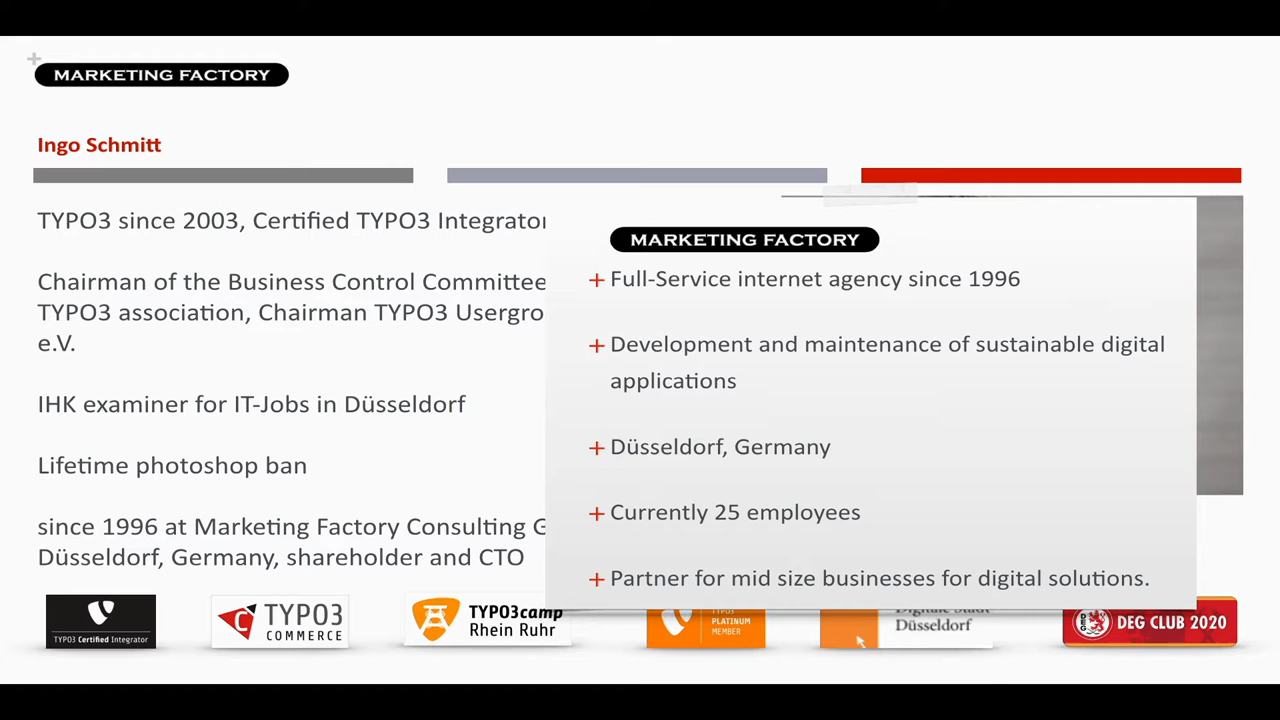 MARKETING FACTORY
Ingo Schmitt
TYPO3 since 2003, Certified TYPO3 Integrator
Chairman of the Business Control Committee
TYPO3 association, Chairman TYPO3
e.V.
IHK examiner for IT-Jobs in Düsseldorf
Lifetime photoshop ban
since 1996 at Marketing Factory Consulting
Düsseldorf, Germany, shareholder and CTO
MARKETING FACTORY
+ Full-Service internet agency since 1996
+ Development and maintenance of sustainable digital
applications
+ Düsseldorf, Germany
+ Currently 25 employees
+ Partner for mid size businesses for digital solutions.
TYPO3 Certified Integrator
TYPO3
COMMERCE
TYPO3camp
Rhein Ruhr
TYPO3
PLATINUM
MEMBER
Digitale Stadt
Düsseldorf
DEG
DEG CLUB 2020